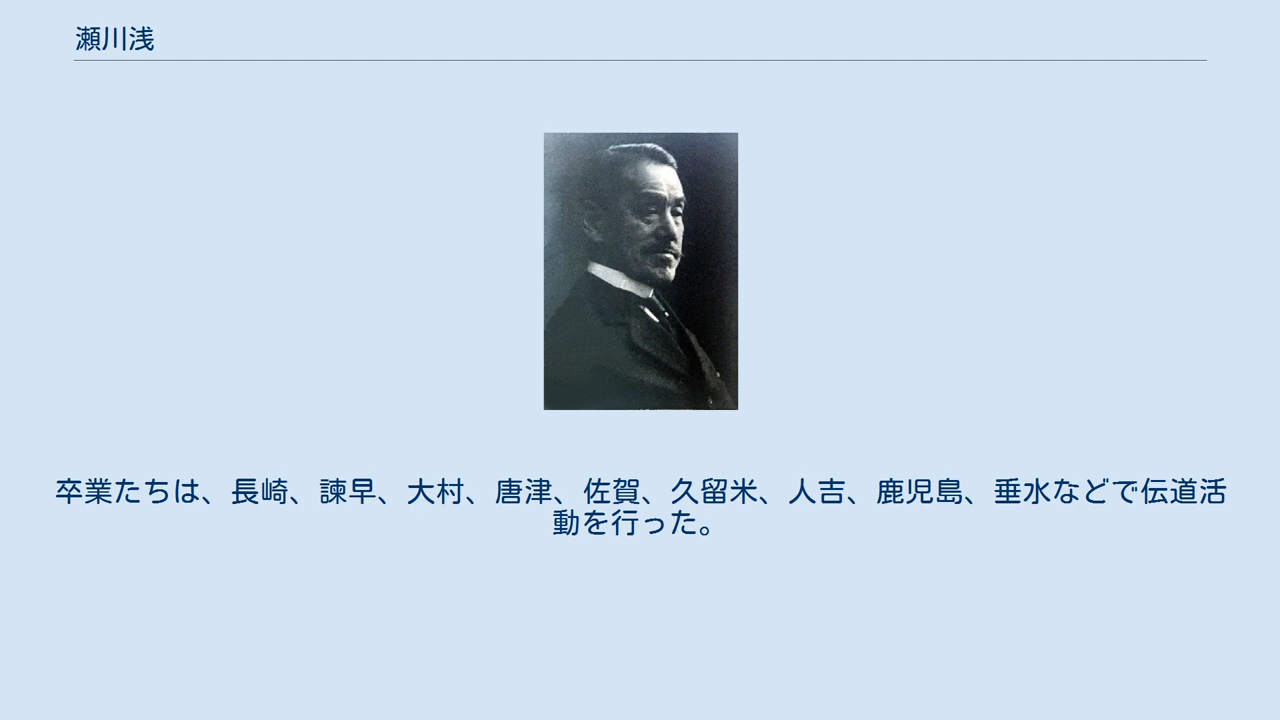 瀬川浅
卒業たちは、長崎、諫早、大村、唐津、佐賀、久留米、人吉、鹿児島、垂水などで伝道活
動を行った。